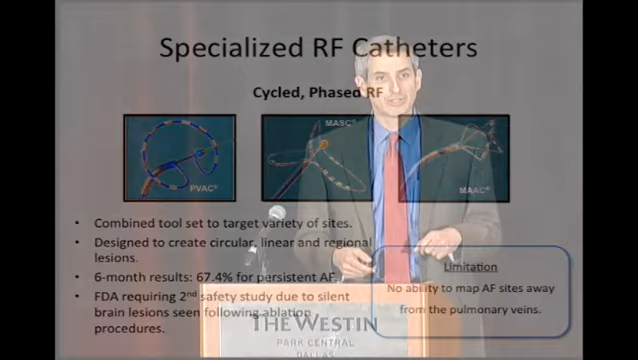 Specialized RF Catheters
Cycled, Phased RF
PVAC®
MASC®
MAAC®
• Combined tool set to target variety of sites.
• Designed to create circular, linear and regional
lesions.
• 6-month results: 67.4% for persistent AF.
• FDA requiring 2nd safety study due to silent
brain lesions seen following ablation
procedures.
Limitation
No ability to map AF sites away
from the pulmonary veins.
THE WESTIN
PARK CENTRAL
DALLAS